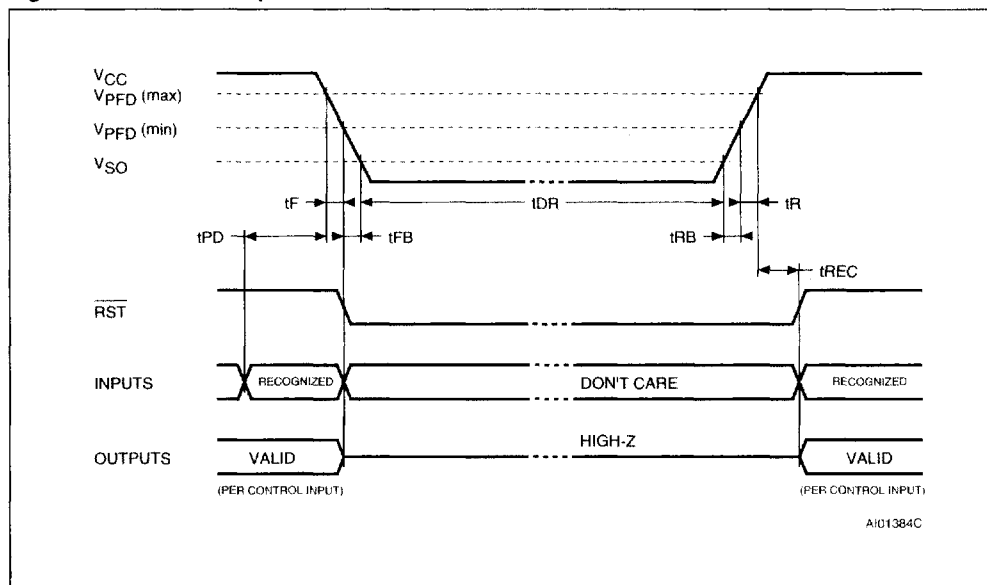 VCC
VPFD (max)
VPFD (min)
VSO
tF
tDR
tR
tPD
tFB
tRB
tREC
RST
INPUTS
RECOGNIZED
DON'T CARE
RECOGNIZED
HIGH-Z
OUTPUTS
VALID
VALID
(PER CONTROL INPUT)
(PER CONTROL INPUT)
AI01384C